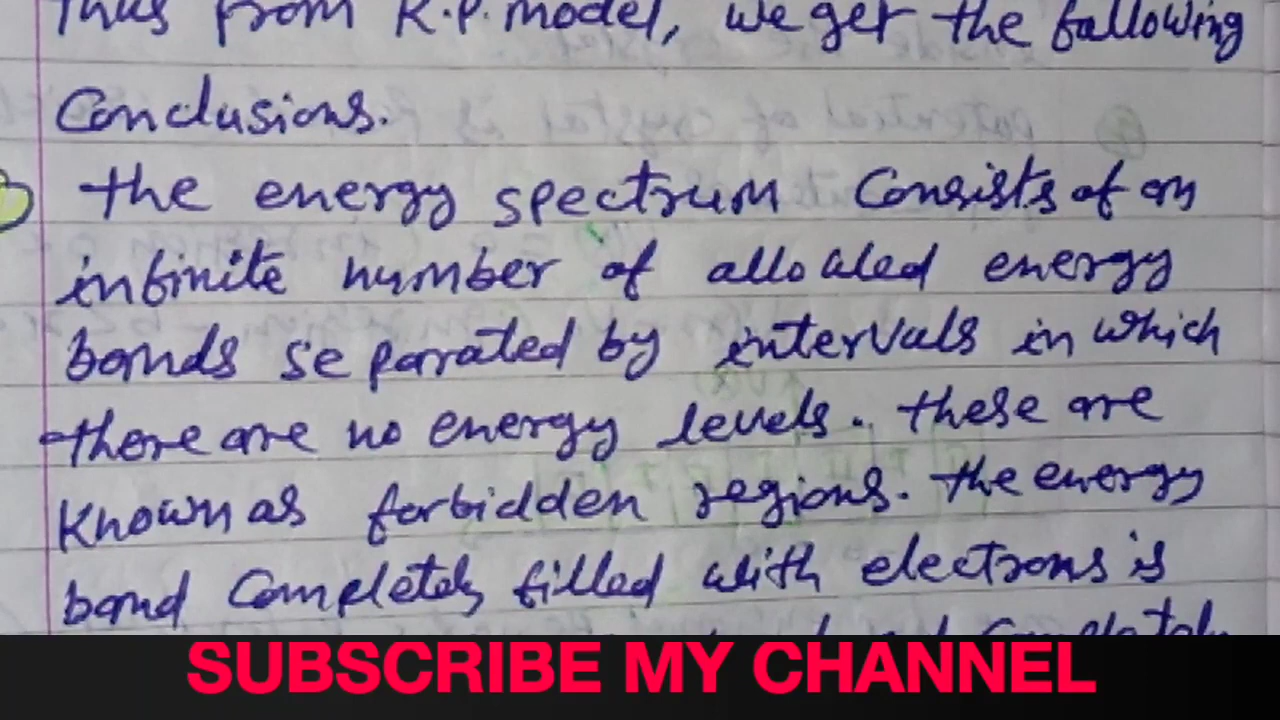 Thus from K.P. model, we get the following
Conclusions.
the energy spectrum Consists of an
infinite number of allowed energy
bands separated by intervals in which
there are no energy levels. these are
Known as forbidden regions. the energy
band Completely filled with electrons is
Completely
SUBSCRIBE MY CHANNEL